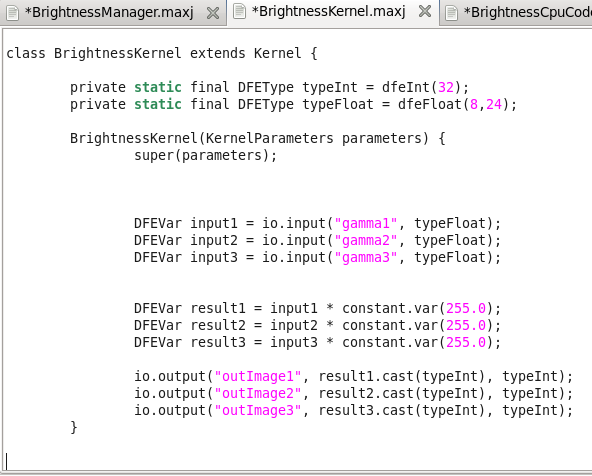 *BrightnessManager.maxj *BrightnessKernel.maxj *BrightnessCpuCode
class BrightnessKernel extends Kernel {
private static final DFEType typeInt = dfeInt(32);
private static final DFEType typeFloat = dfeFloat(8,24);
BrightnessKernel(KernelParameters parameters) {
super(parameters);
DFEVar input1 = io.input("gamma1", typeFloat);
DFEVar input2 = io.input("gamma2", typeFloat);
DFEVar input3 = io.input("gamma3", typeFloat);
DFEVar result1 = input1 * constant.var(255.0);
DFEVar result2 = input2 * constant.var(255.0);
DFEVar result3 = input3 * constant.var(255.0);
io.output("outImage1", result1.cast(typeInt), typeInt);
io.output("outImage2", result2.cast(typeInt), typeInt);
io.output("outImage3", result3.cast(typeInt), typeInt);
}